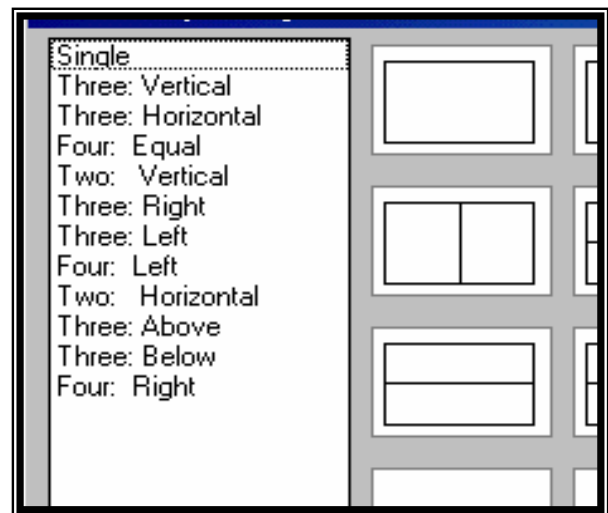 Single
Three: Vertical
Three: Horizontal
Four:  Equal
Two:   Vertical
Three: Right
Three: Left
Four:  Left
Two:   Horizontal
Three: Above
Three: Below
Four:  Right